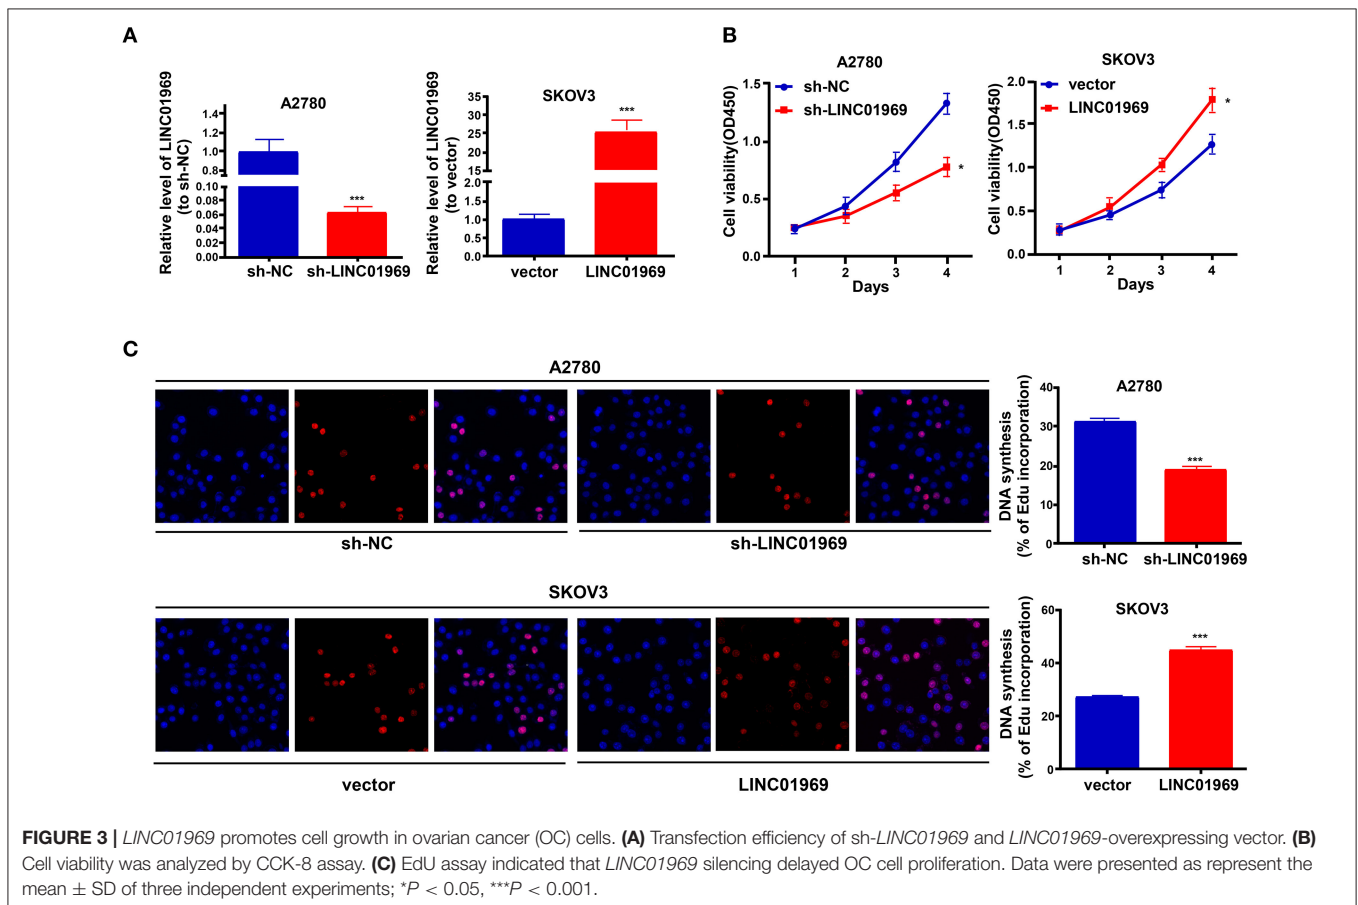 A
A2780
Relative level of LINC01969
(to sh-NC)
1.4
1.2
1.0
0.8
0.10
0.08
0.06
0.04
0.02
0.00
***
sh-NC
sh-LINC01969
SKOV3
Relative level of LINC01969
(to vector)
35
30
25
20
15
2.0
1.5
1.0
0.5
0.0
***
vector
LINC01969
B
A2780
sh-NC
sh-LINC01969
Cell viability(OD450)
1.5
1.0
0.5
0.0
*
1 2 3 4
Days
SKOV3
vector
LINC01969
Cell viability(OD450)
2.0
1.5
1.0
0.5
0.0
*
1 2 3 4
Days
C
A2780
sh-NC
sh-LINC01969
A2780
DNA synthesis
(% of Edu incorporation)
40
30
20
10
0
***
sh-NC
sh-LINC01969
SKOV3
vector
LINC01969
SKOV3
DNA synthesis
(% of Edu incorporation)
60
40
20
0
***
vector
LINC01969
FIGURE 3 | LINC01969 promotes cell growth in ovarian cancer (OC) cells. (A) Transfection efficiency of sh-LINC01969 and LINC01969-overexpressing vector. (B)
Cell viability was analyzed by CCK-8 assay. (C) EdU assay indicated that LINC01969 silencing delayed OC cell proliferation. Data were presented as represent the
mean ± SD of three independent experiments; *P < 0.05, ***P < 0.001.